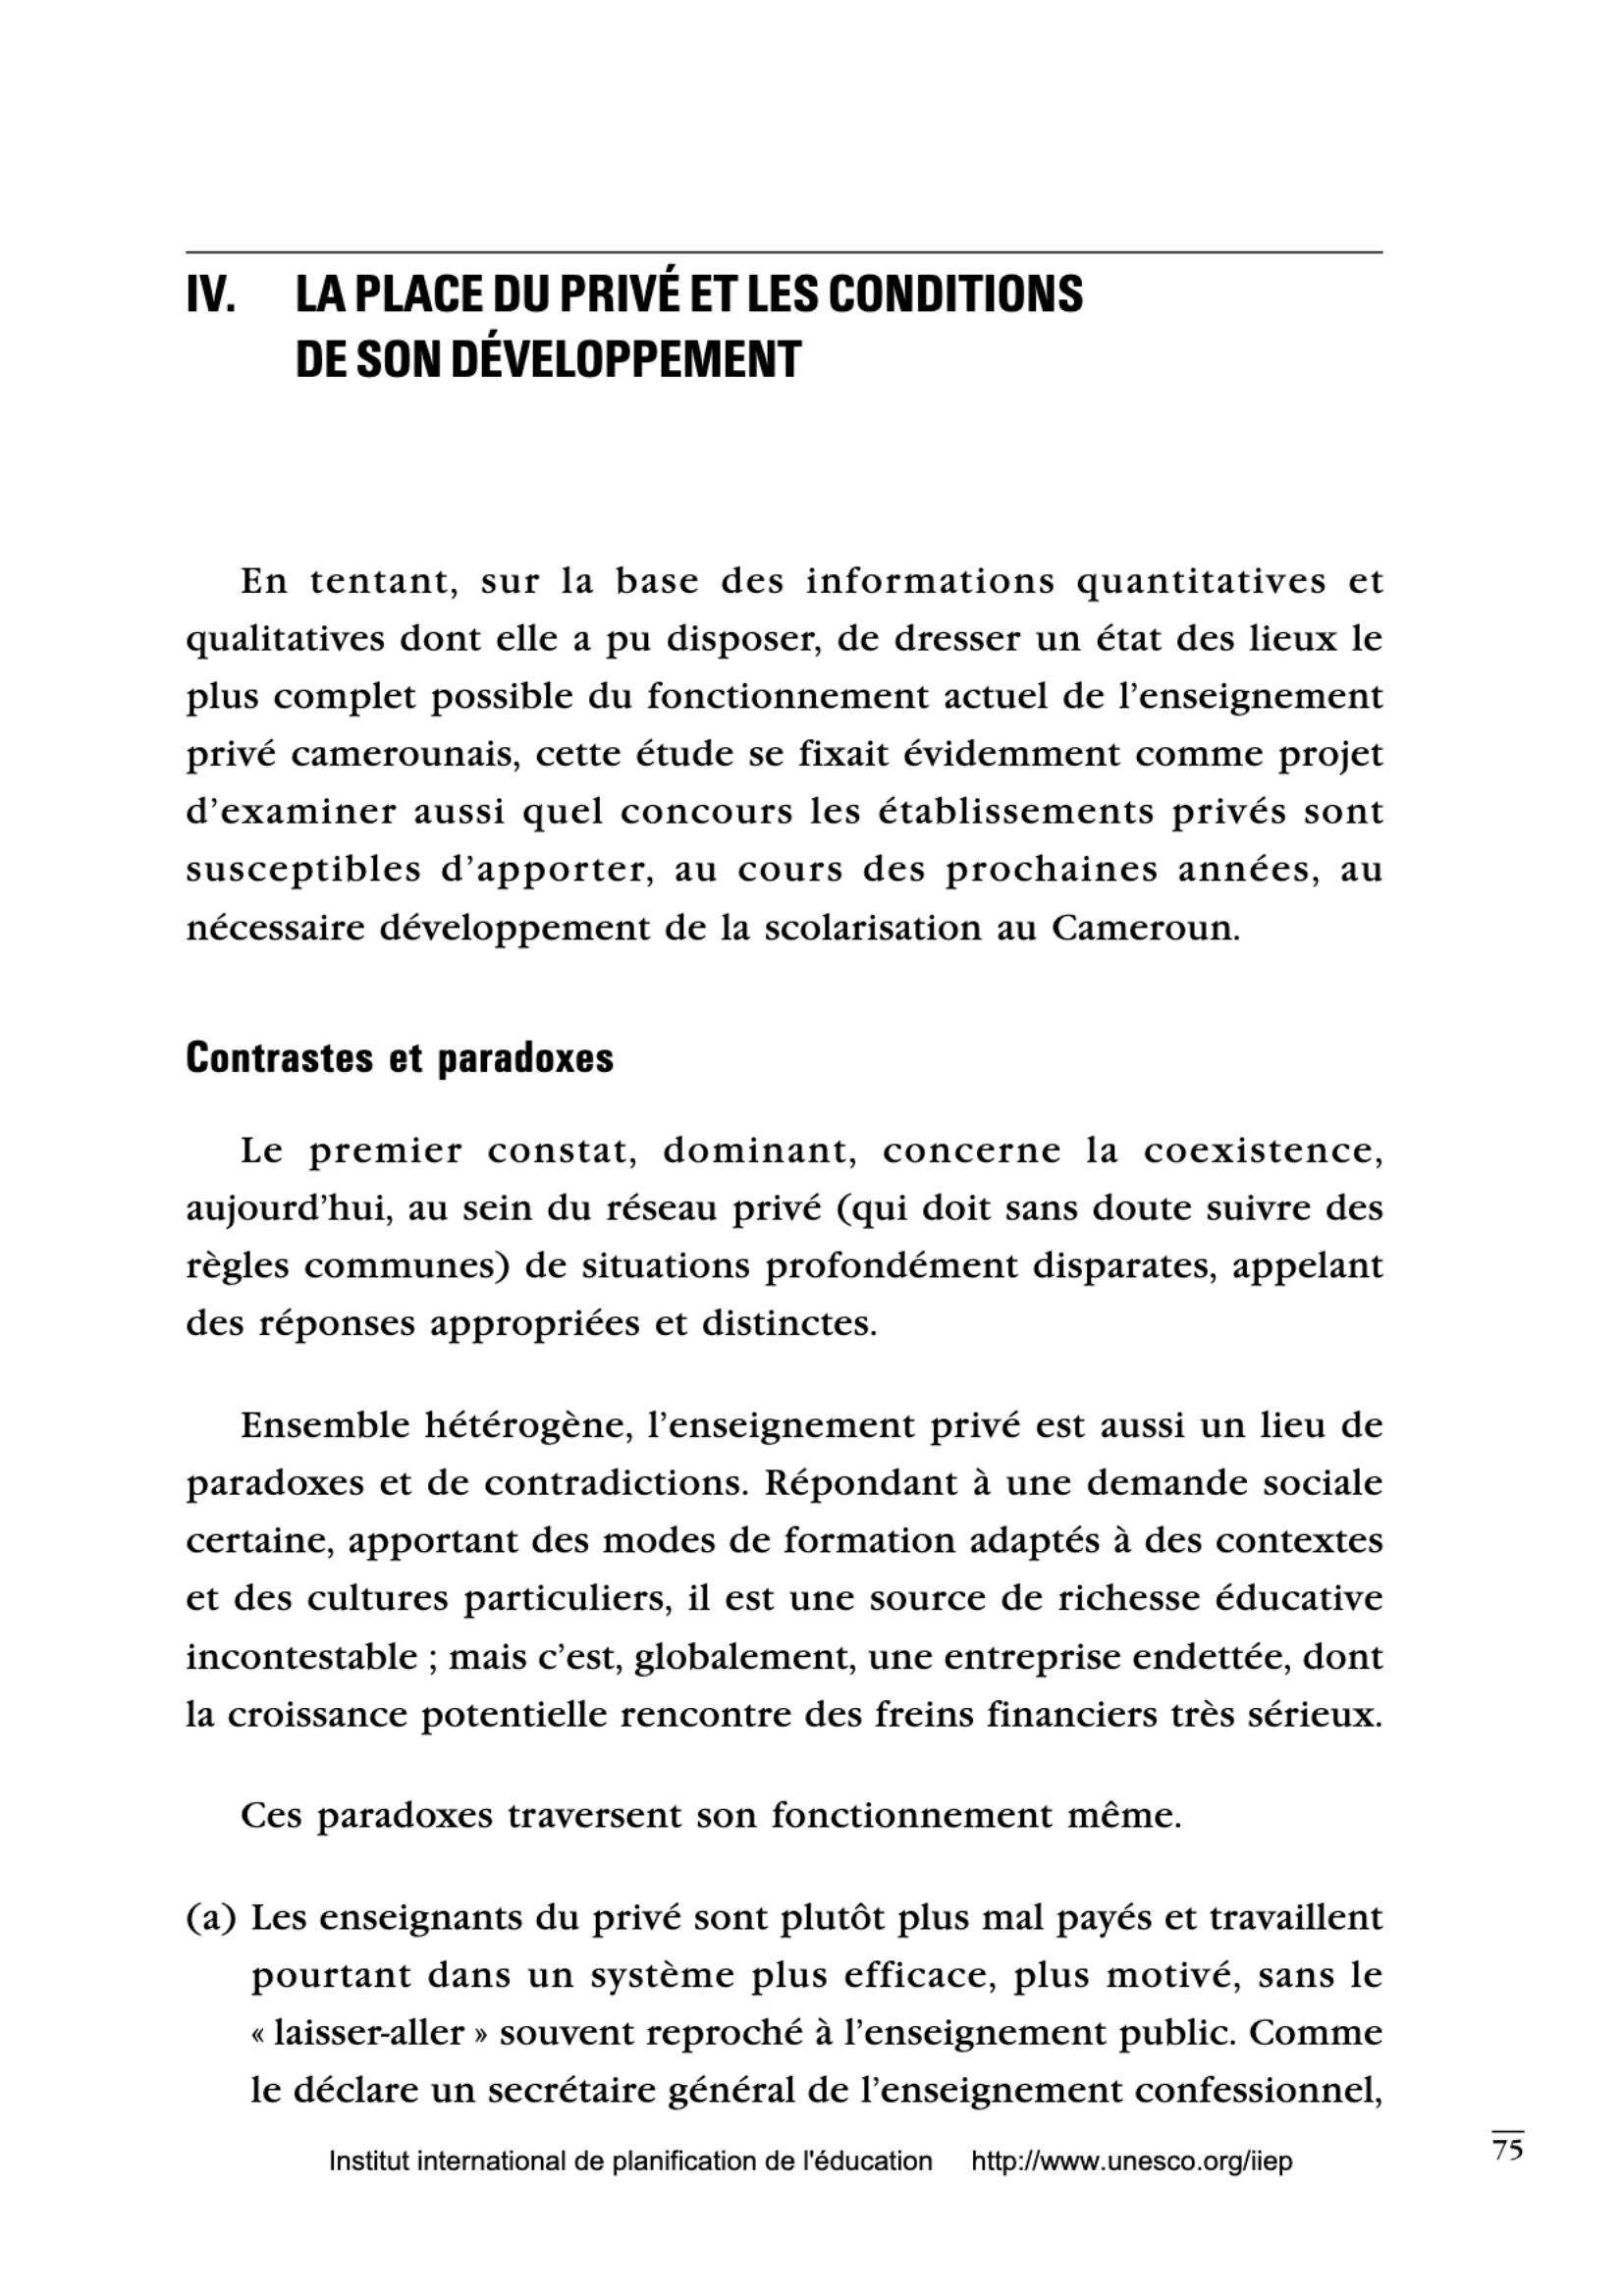 IV. LA PLACE DU PRIVÉ ET LES CONDITIONS
DE SON DÉVELOPPEMENT
En tentant, sur la base des informations quantitatives et
qualitatives dont elle a pu disposer, de dresser un état des lieux le
plus complet possible du fonctionnement actuel de l’enseignement
privé camerounais, cette étude se fixait évidemment comme projet
d’examiner aussi quel concours les établissements privés sont
susceptibles d’apporter, au cours des prochaines années, au
nécessaire développement de la scolarisation au Cameroun.
Contrastes et paradoxes
Le premier constat, dominant, concerne la coexistence,
aujourd’hui, au sein du réseau privé (qui doit sans doute suivre des
règles communes) de situations profondément disparates, appelant
des réponses appropriées et distinctes.
Ensemble hétérogène, l’enseignement privé est aussi un lieu de
paradoxes et de contradictions. Répondant à une demande sociale
certaine, apportant des modes de formation adaptés à des contextes
et des cultures particuliers, il est une source de richesse éducative
incontestable ; mais c’est, globalement, une entreprise endettée, dont
la croissance potentielle rencontre des freins financiers très sérieux.
Ces paradoxes traversent son fonctionnement même.
(a) Les enseignants du privé sont plutôt plus mal payés et travaillent
pourtant dans un système plus efficace, plus motivé, sans le
« laisser-aller » souvent reproché à l’enseignement public. Comme
le déclare un secrétaire général de l’enseignement confessionnel,
75
Institut international de planification de l'éducation http://www.unesco.org/iiep